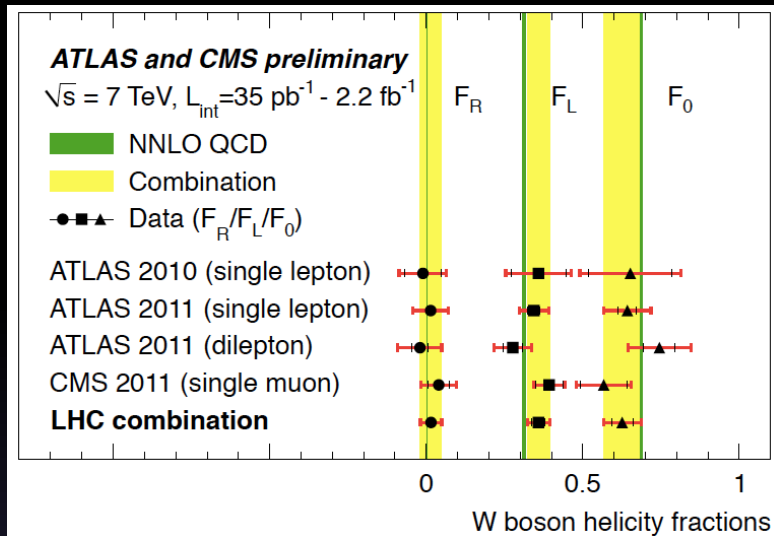 ATLAS and CMS preliminary
√s = 7 TeV, L_int=35 pb⁻¹ - 2.2 fb⁻¹
F_R F_L F_0
NNLO QCD
Combination
Data (F_R/F_L/F_0)
ATLAS 2010 (single lepton)
ATLAS 2011 (single lepton)
ATLAS 2011 (dilepton)
CMS 2011 (single muon)
LHC combination
0 0.5 1
W boson helicity fractions